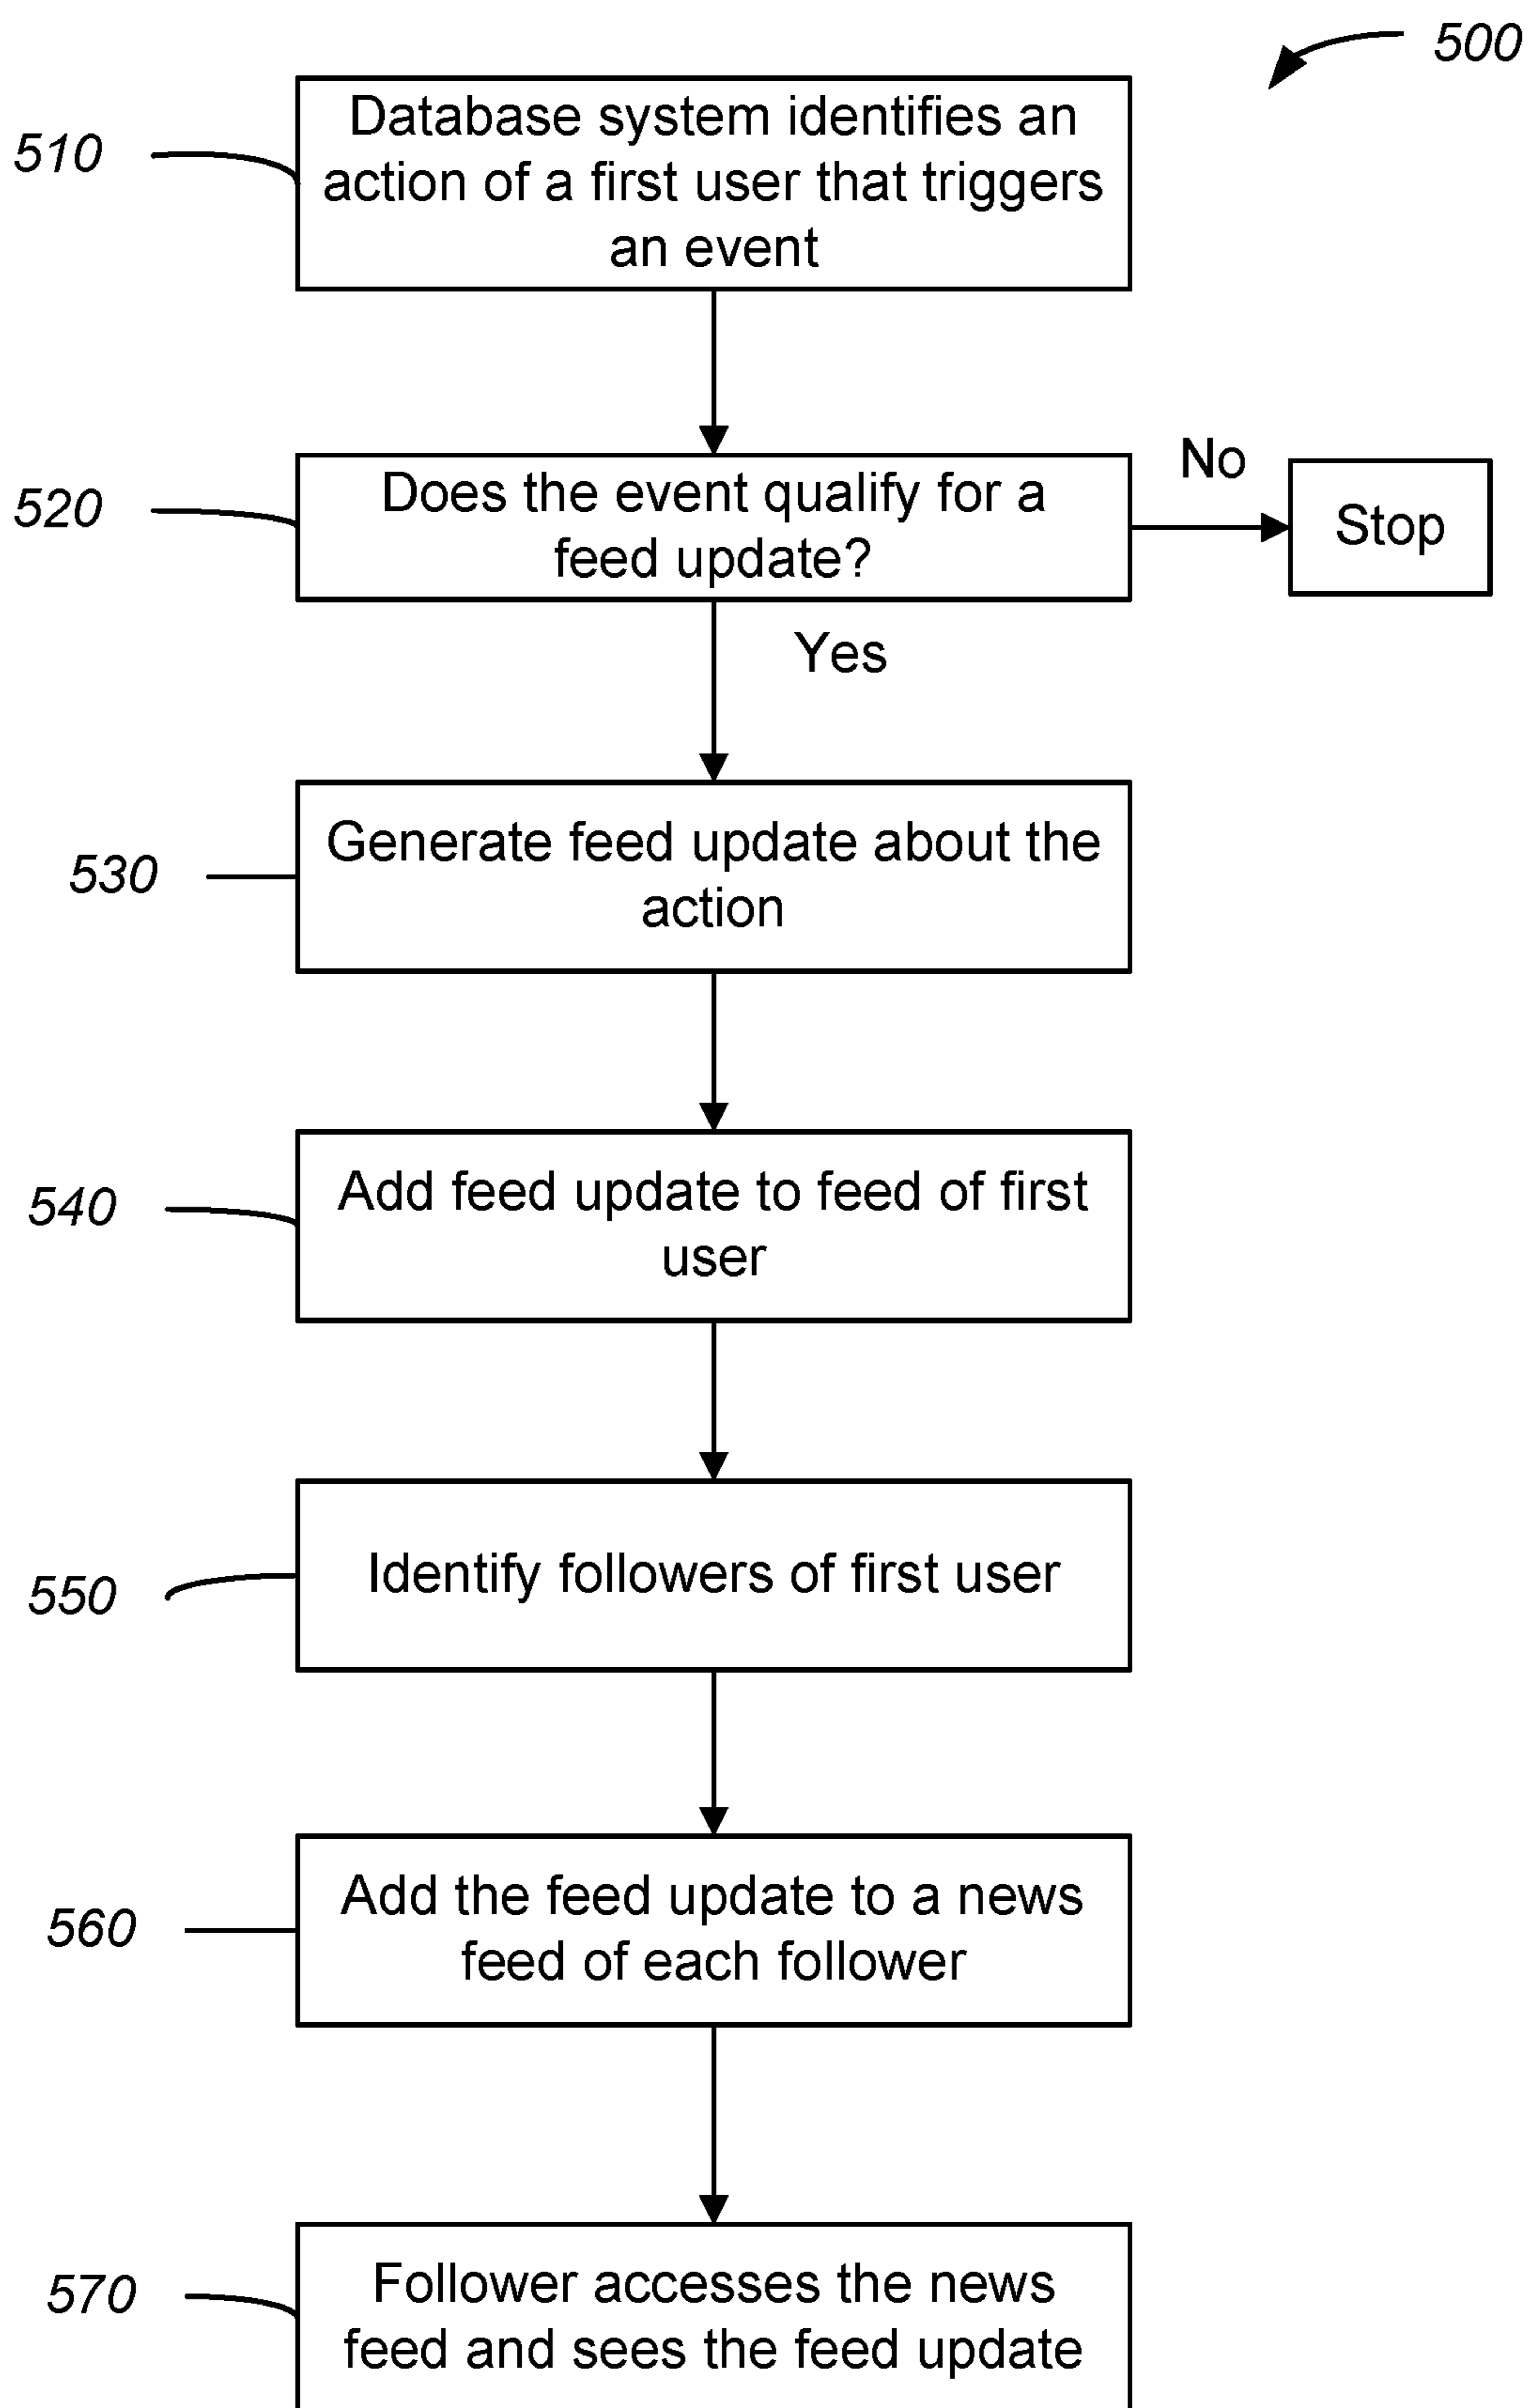 500
510
Database system identifies an
action of a first user that triggers
an event
520
Does the event qualify for a
feed update?
No
Stop
Yes
530
Generate feed update about the
action
540
Add feed update to feed of first
user
550
Identify followers of first user
560
Add the feed update to a news
feed of each follower
570
Follower accesses the news
feed and sees the feed update